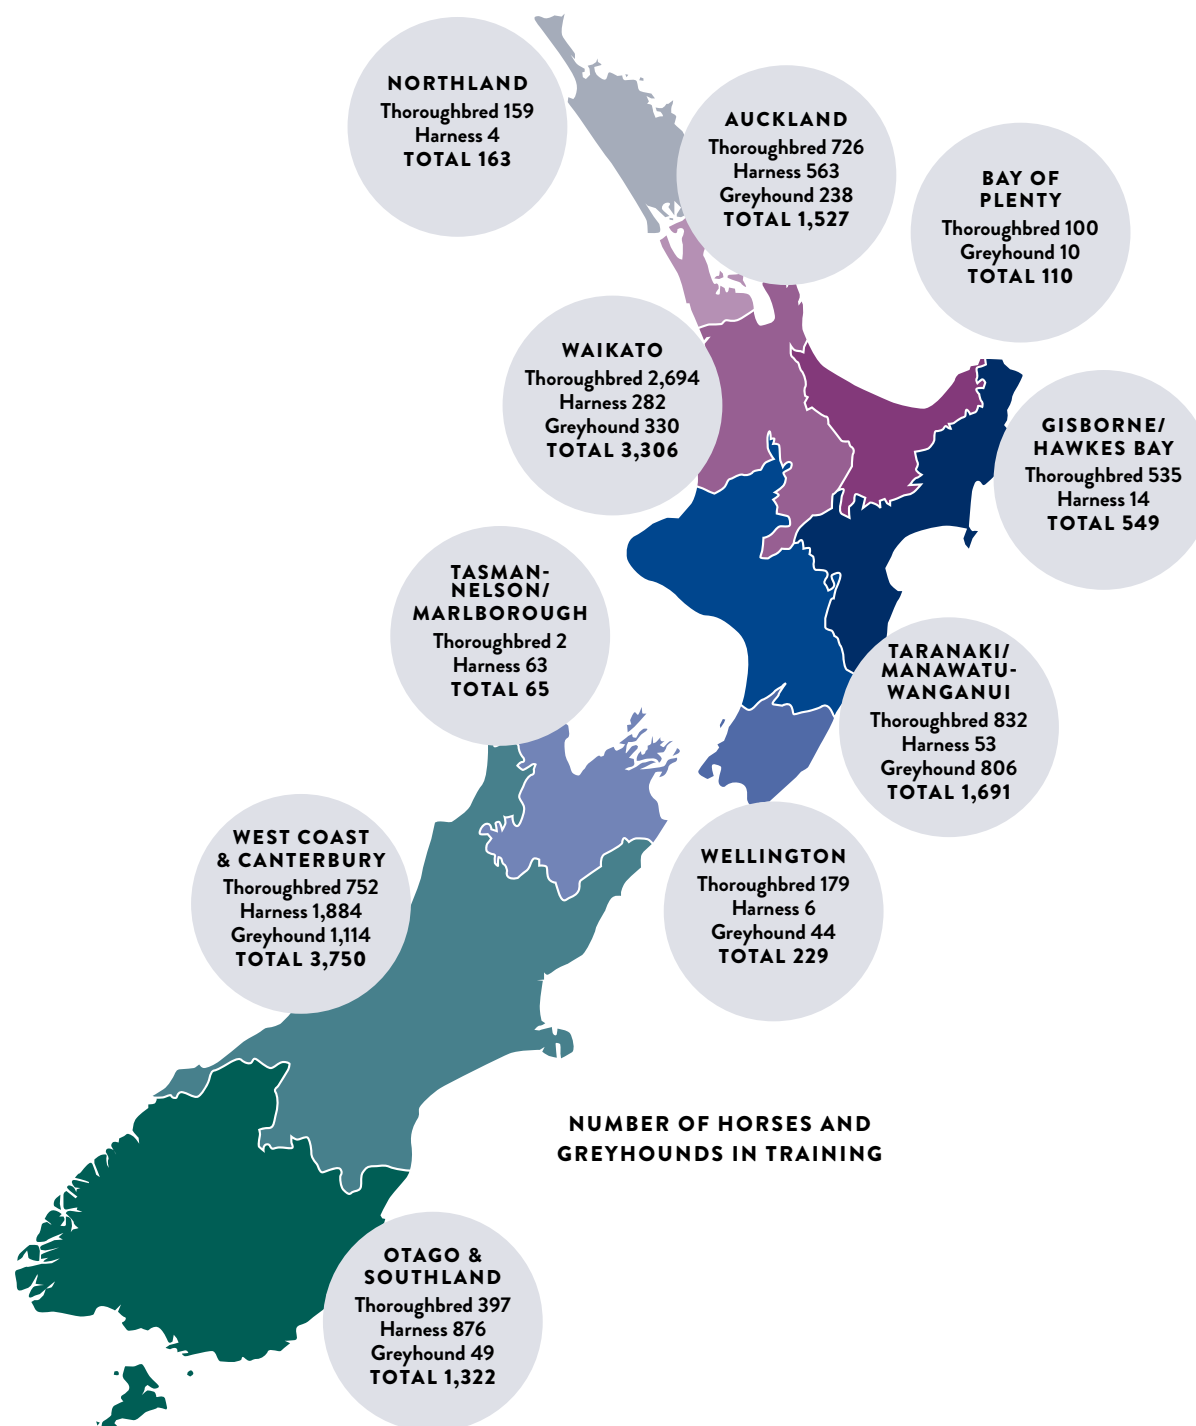 NORTHLAND
Thoroughbred 159
Harness 4
TOTAL 163
AUCKLAND
Thoroughbred 726
Harness 563
Greyhound 238
TOTAL 1,527
BAY OF
PLENTY
Thoroughbred 100
Greyhound 10
TOTAL 110
WAIKATO
Thoroughbred 2,694
Harness 282
Greyhound 330
TOTAL 3,306
GISBORNE/
HAWKES BAY
Thoroughbred 535
Harness 14
TOTAL 549
TASMAN-
NELSON/
MARLBOROUGH
Thoroughbred 2
Harness 63
TOTAL 65
TARANAKI/
MANAWATU-
WANGANUI
Thoroughbred 832
Harness 53
Greyhound 806
TOTAL 1,691
WEST COAST
& CANTERBURY
Thoroughbred 752
Harness 1,884
Greyhound 1,114
TOTAL 3,750
WELLINGTON
Thoroughbred 179
Harness 6
Greyhound 44
TOTAL 229
NUMBER OF HORSES AND
GREYHOUNDS IN TRAINING
OTAGO &
SOUTHLAND
Thoroughbred 397
Harness 876
Greyhound 49
TOTAL 1,322